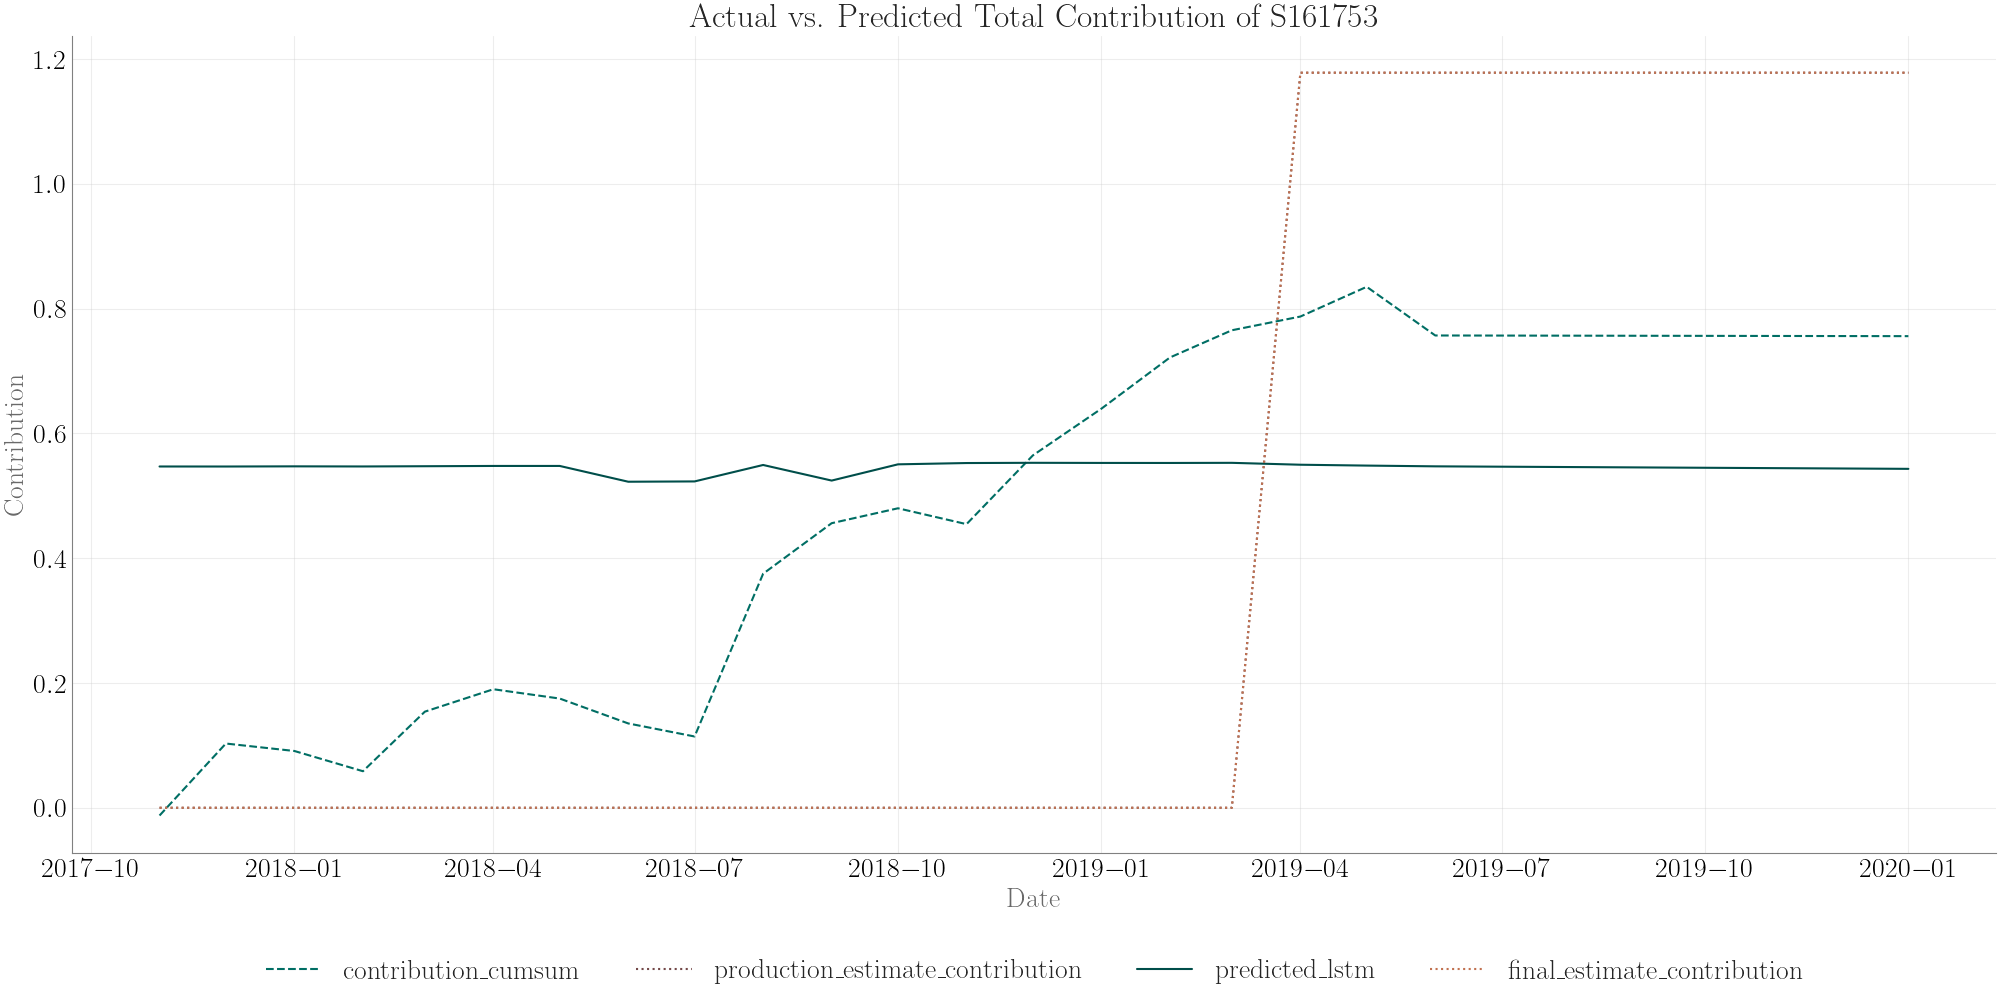 Actual vs. Predicted Total Contribution of S161753
1.2
1.0
0.8
0.6
0.4
0.2
0.0
Contribution
2017−10 2018−01 2018−04 2018−07 2018−10 2019−01 2019−04 2019−07 2019−10 2020−01
Date
contribution_cumsum production_estimate_contribution predicted_lstm final_estimate_contribution